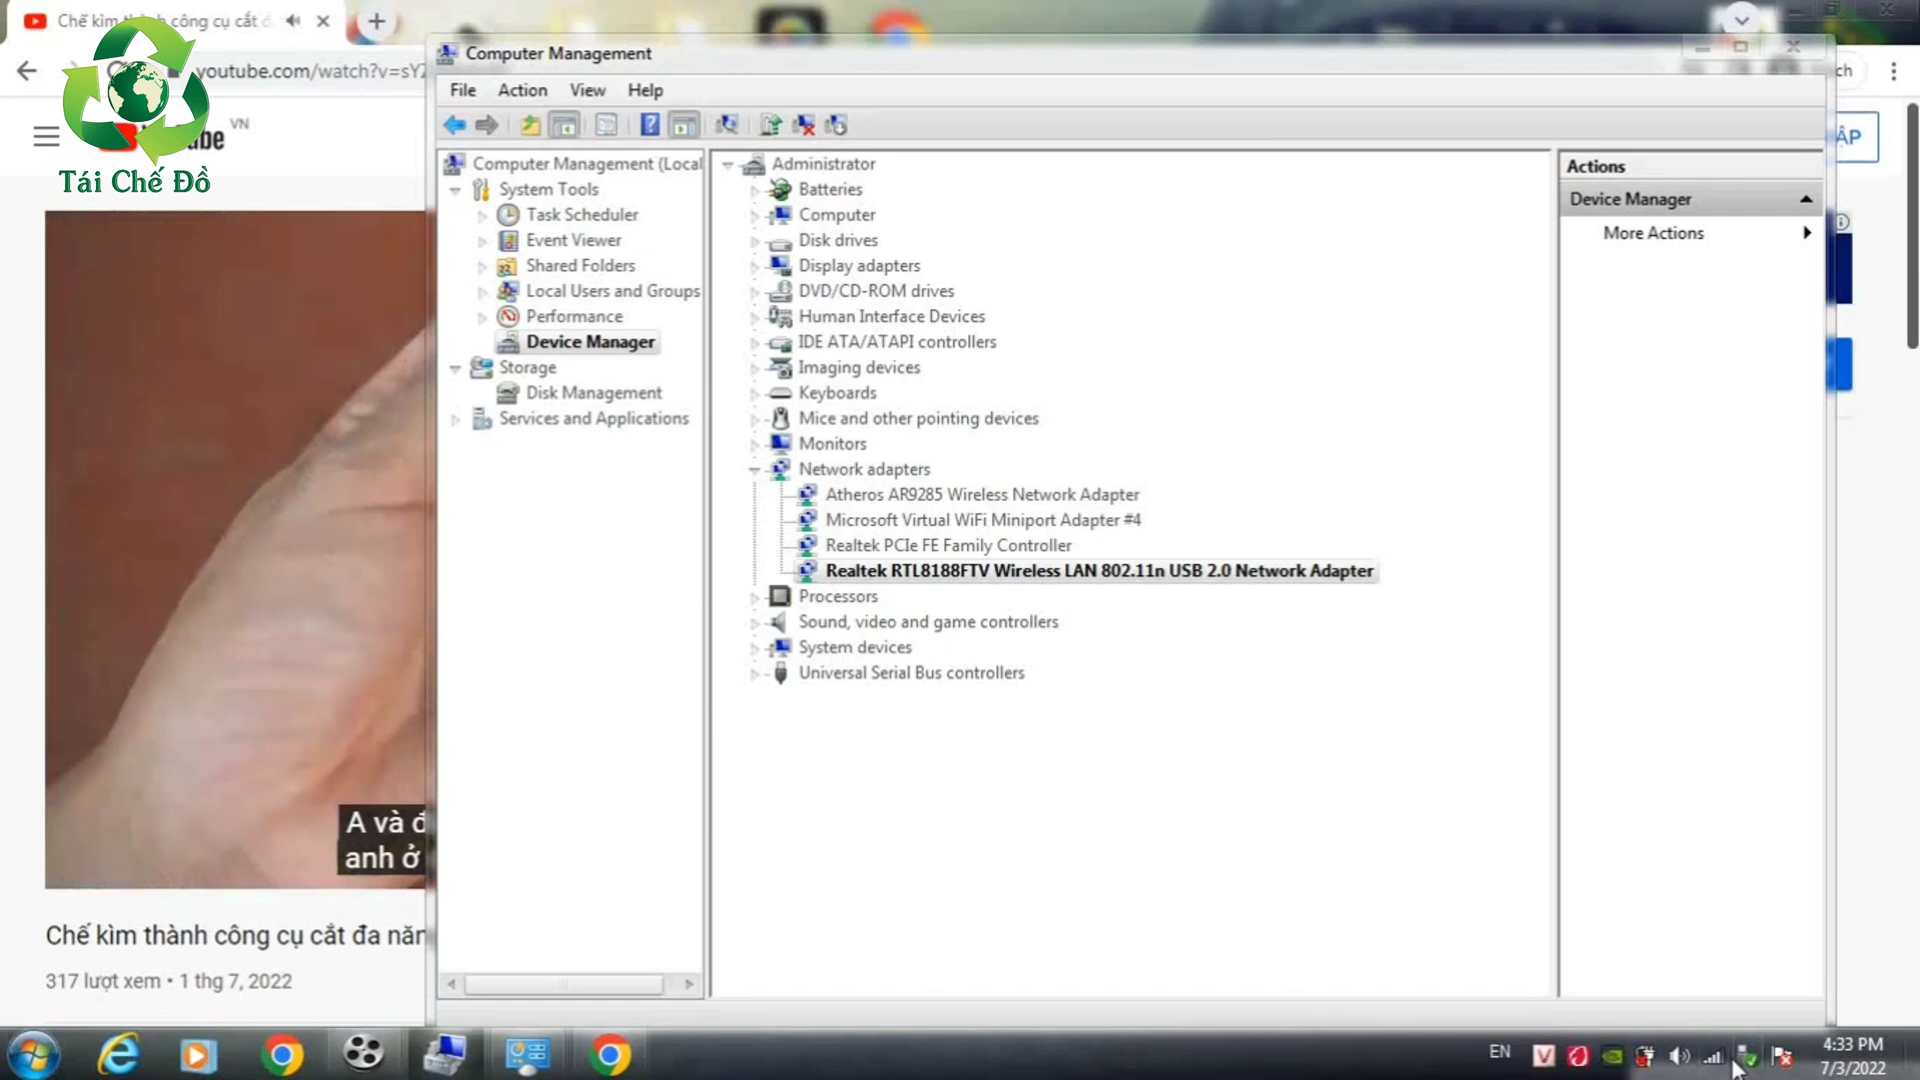 Chế kìm thành công cụ cắt đ
youtube.com/watch?v=sY
VN
Tái Chế Đồ
A và đ
anh ở
Chế kìm thành công cụ cắt đa năn
317 lượt xem • 1 thg 7, 2022
Computer Management
File Action View Help
Computer Management (Local
System Tools
Task Scheduler
Event Viewer
Shared Folders
Local Users and Groups
Performance
Device Manager
Storage
Disk Management
Services and Applications
Administrator
Batteries
Computer
Disk drives
Display adapters
DVD/CD-ROM drives
Human Interface Devices
IDE ATA/ATAPI controllers
Imaging devices
Keyboards
Mice and other pointing devices
Monitors
Network adapters
Atheros AR9285 Wireless Network Adapter
Microsoft Virtual WiFi Miniport Adapter #4
Realtek PCIe FE Family Controller
Realtek RTL8188FTV Wireless LAN 802.11n USB 2.0 Network Adapter
Processors
Sound, video and game controllers
System devices
Universal Serial Bus controllers
Actions
Device Manager
More Actions
ch
ẬP
EN
4:33 PM
7/3/2022